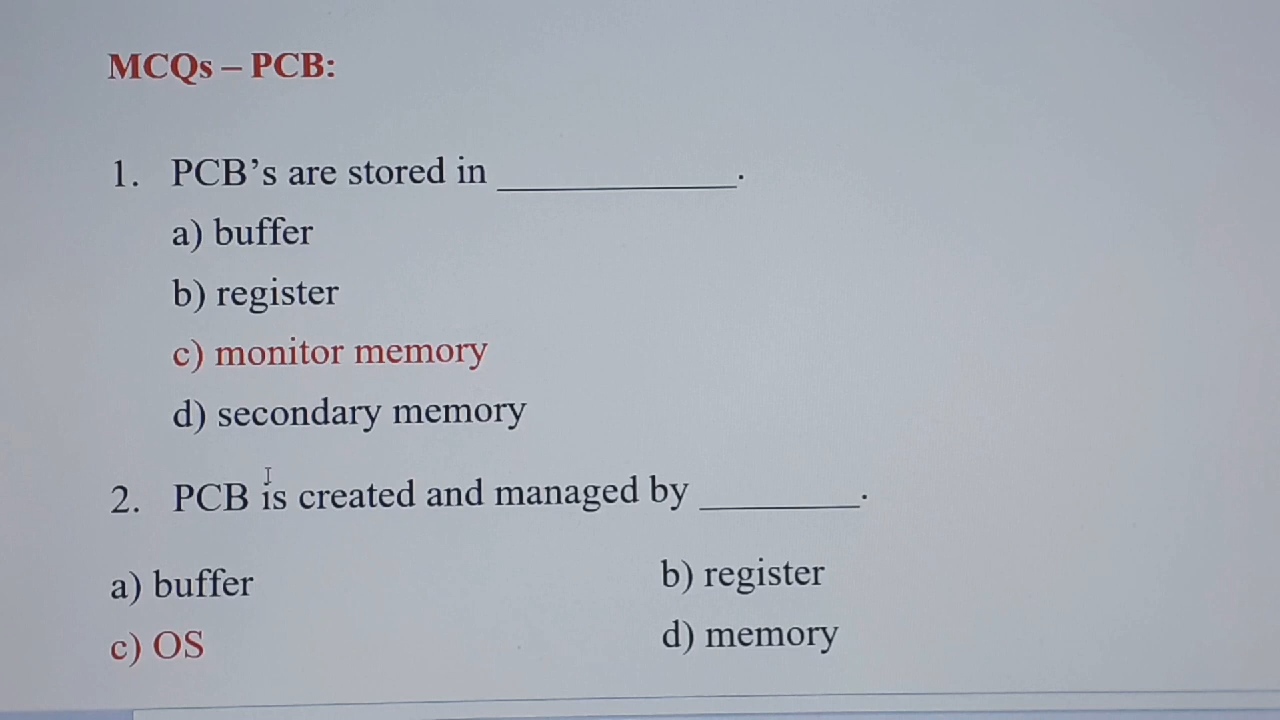 MCQs – PCB:
1. PCB’s are stored in ____________.
a) buffer
b) register
c) monitor memory
d) secondary memory
2. PCB is created and managed by ________.
a) buffer b) register
c) OS d) memory